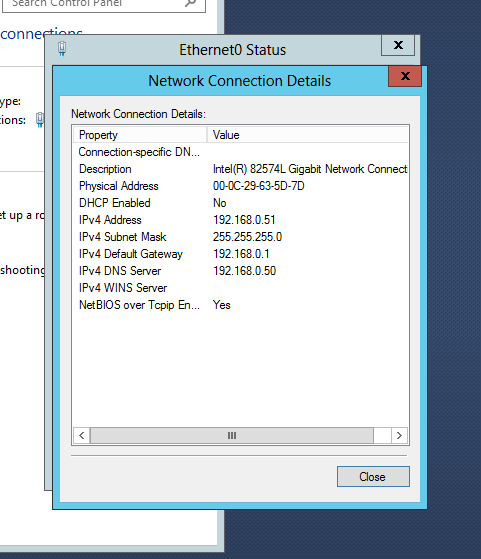 Search Control Panel
connections
Ethernet0 Status
X
Network Connection Details
X
ype:
ions:
et up a ro
shooting
Network Connection Details:
Property Value
Connection-specific DN...
Description Intel(R) 82574L Gigabit Network Connect
Physical Address 00-0C-29-63-5D-7D
DHCP Enabled No
IPv4 Address 192.168.0.51
IPv4 Subnet Mask 255.255.255.0
IPv4 Default Gateway 192.168.0.1
IPv4 DNS Server 192.168.0.50
IPv4 WINS Server
NetBIOS over Tcpip En... Yes
Close